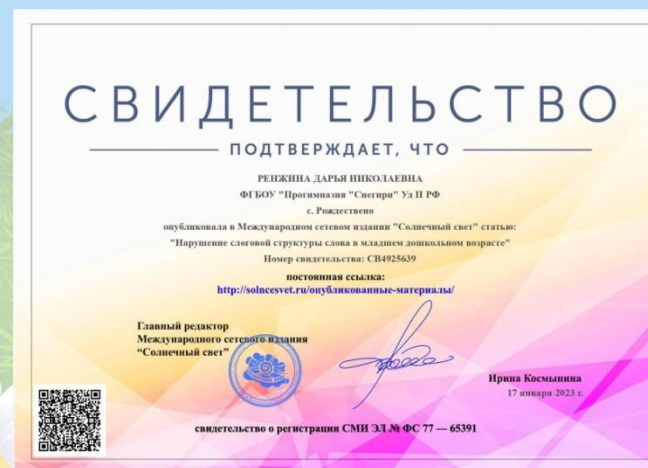 СВИДЕТЕЛЬСТВО
ПОДТВЕРЖДАЕТ, ЧТО
РЕНЖИНА ДАРЬЯ НИКОЛАЕВНА
ФГБОУ "Прогимназия "Снегири" Уд П РФ
с. Рождествено
опубликовала в Международном сетевом издании "Солнечный свет" статью:
"Нарушение слоговой структуры слова в младшем дошкольном возрасте"
Номер свидетельства: СВ4925639
постоянная ссылка:
http://solncesvet.ru/опубликованные-материалы/
Главный редактор
Международного сетевого издания
“Солнечный свет”
Ирина Космынина
17 января 2023 г.
свидетельство о регистрации СМИ ЭЛ № ФС 77 — 65391